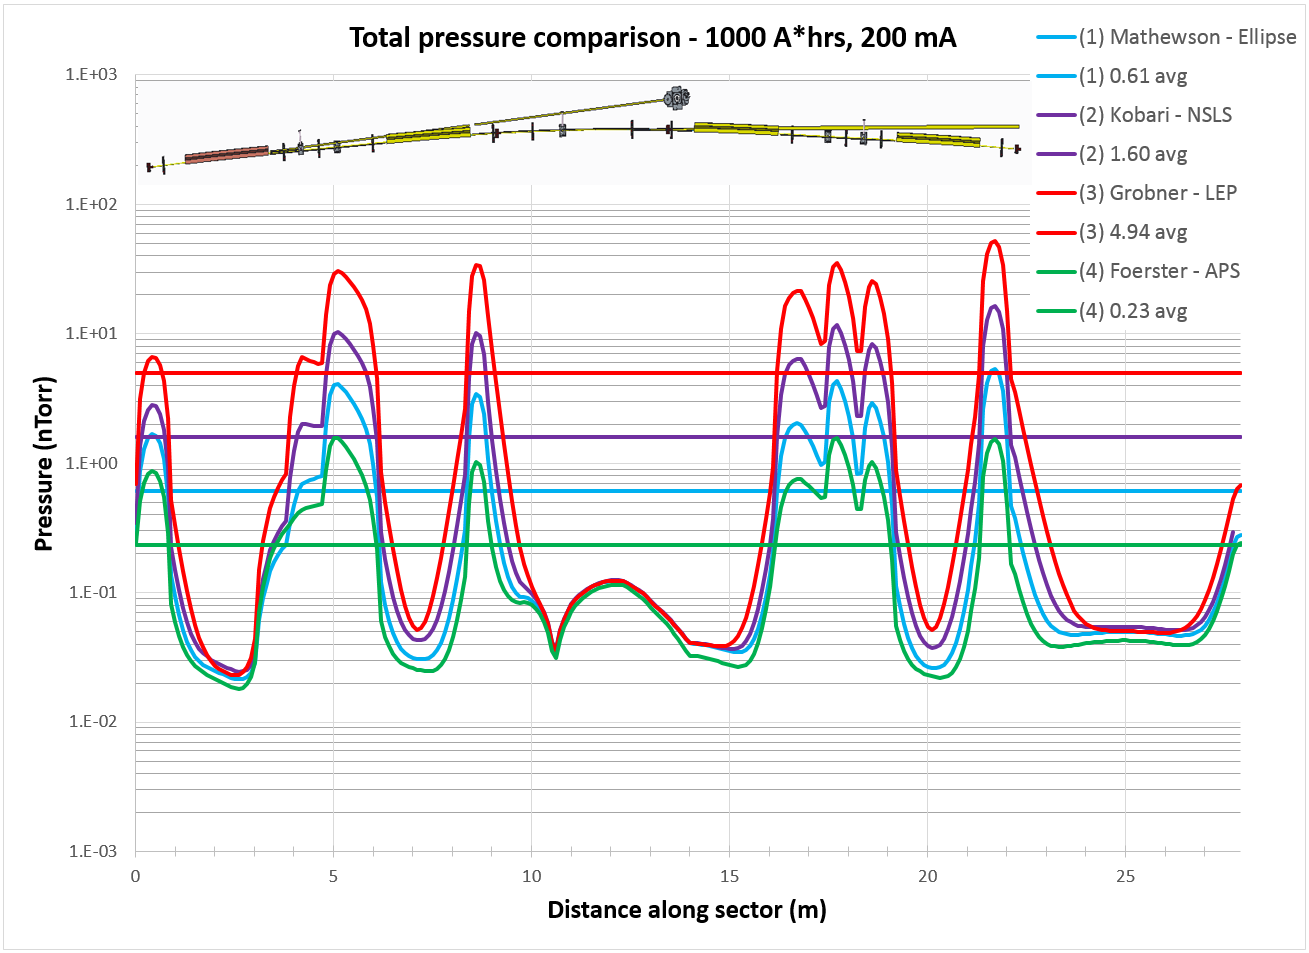 Total pressure comparison - 1000 A*hrs, 200 mA
(1) Mathewson - Ellipse
(1) 0.61 avg
(2) Kobari - NSLS
(2) 1.60 avg
(3) Grobner - LEP
(3) 4.94 avg
(4) Foerster - APS
(4) 0.23 avg
Pressure (nTorr)
1.E+03
1.E+02
1.E+01
1.E+00
1.E-01
1.E-02
1.E-03
0 5 10 15 20 25
Distance along sector (m)